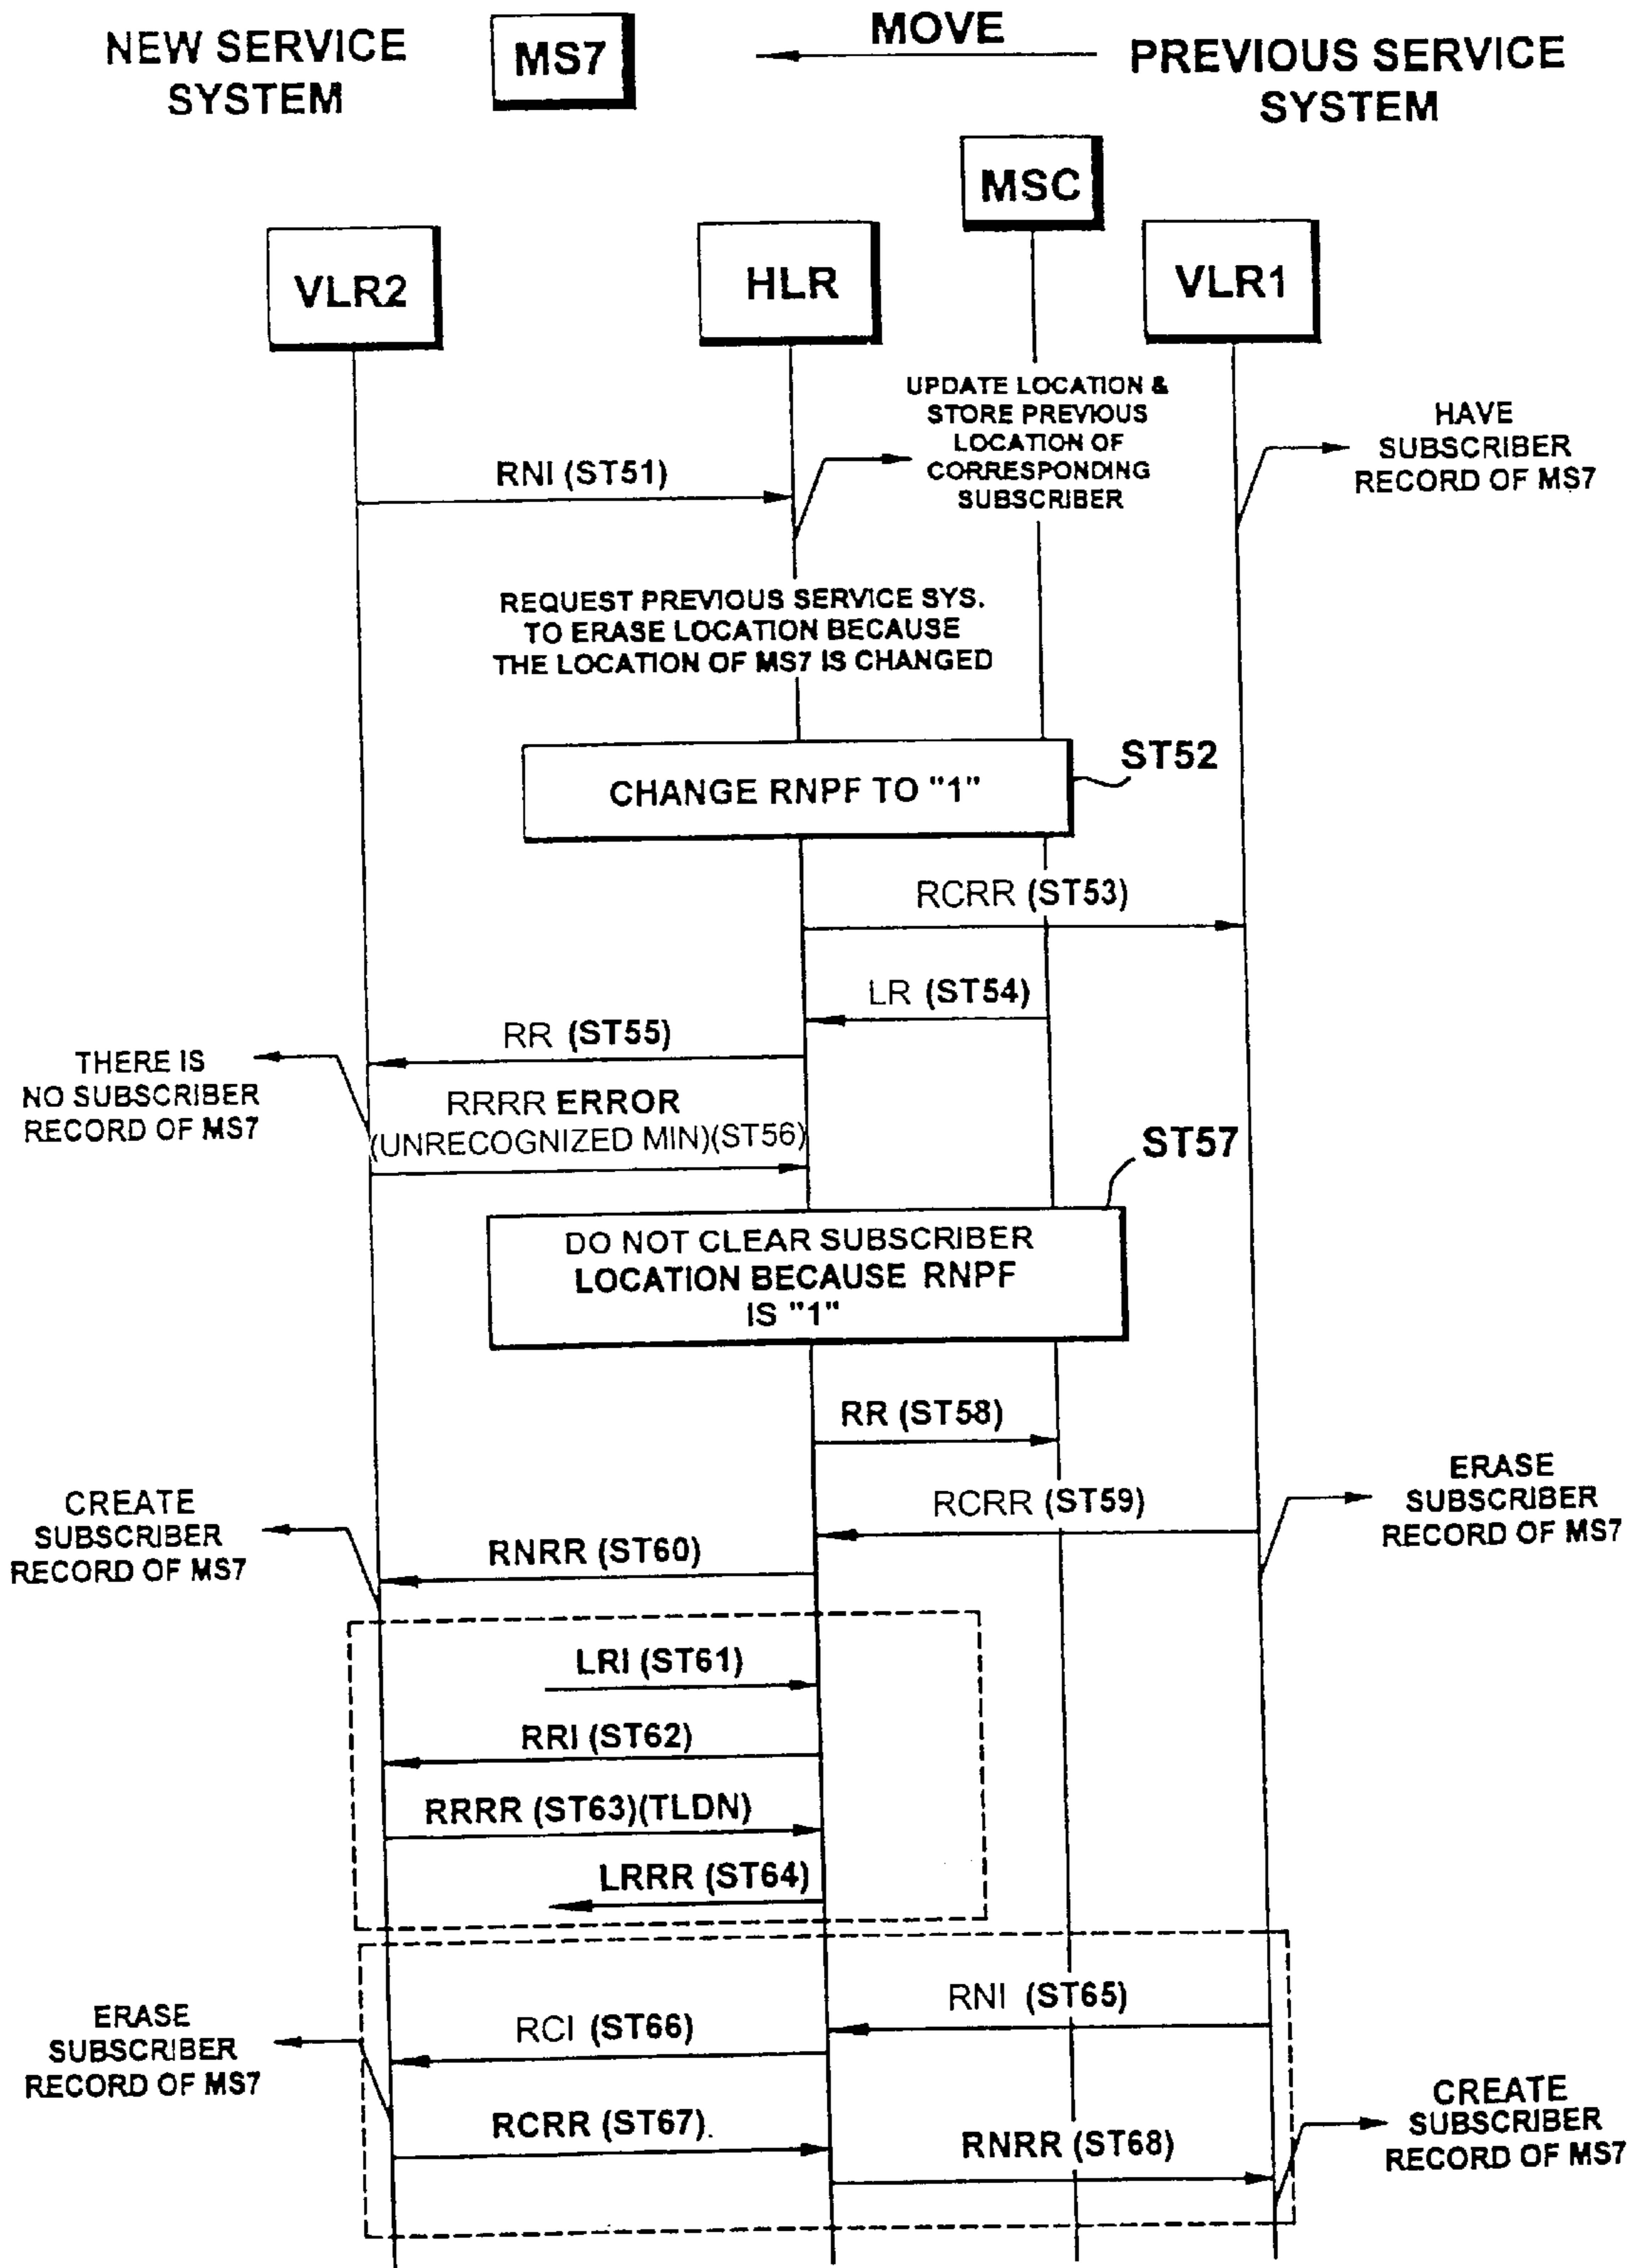 NEW SERVICE
SYSTEM
MS7
MOVE
PREVIOUS SERVICE
SYSTEM
MSC
VLR2
HLR
VLR1
UPDATE LOCATION &
STORE PREVIOUS
LOCATION OF
CORRESPONDING
SUBSCRIBER
HAVE
SUBSCRIBER
RECORD OF MS7
RNI (ST51)
REQUEST PREVIOUS SERVICE SYS.
TO ERASE LOCATION BECAUSE
THE LOCATION OF MS7 IS CHANGED
ST52
CHANGE RNPF TO "1"
RCRR (ST53)
LR (ST54)
RR (ST55)
THERE IS
NO SUBSCRIBER
RECORD OF MS7
RRRR ERROR
(UNRECOGNIZED MIN)(ST56)
ST57
DO NOT CLEAR SUBSCRIBER
LOCATION BECAUSE RNPF
IS "1"
RR (ST58)
RCRR (ST59)
ERASE
SUBSCRIBER
RECORD OF MS7
CREATE
SUBSCRIBER
RECORD OF MS7
RNRR (ST60)
LRI (ST61)
RRI (ST62)
RRRR (ST63)(TLDN)
LRRR (ST64)
RNI (ST65)
RCI (ST66)
ERASE
SUBSCRIBER
RECORD OF MS7
RCRR (ST67).
RNRR (ST68)
CREATE
SUBSCRIBER
RECORD OF MS7